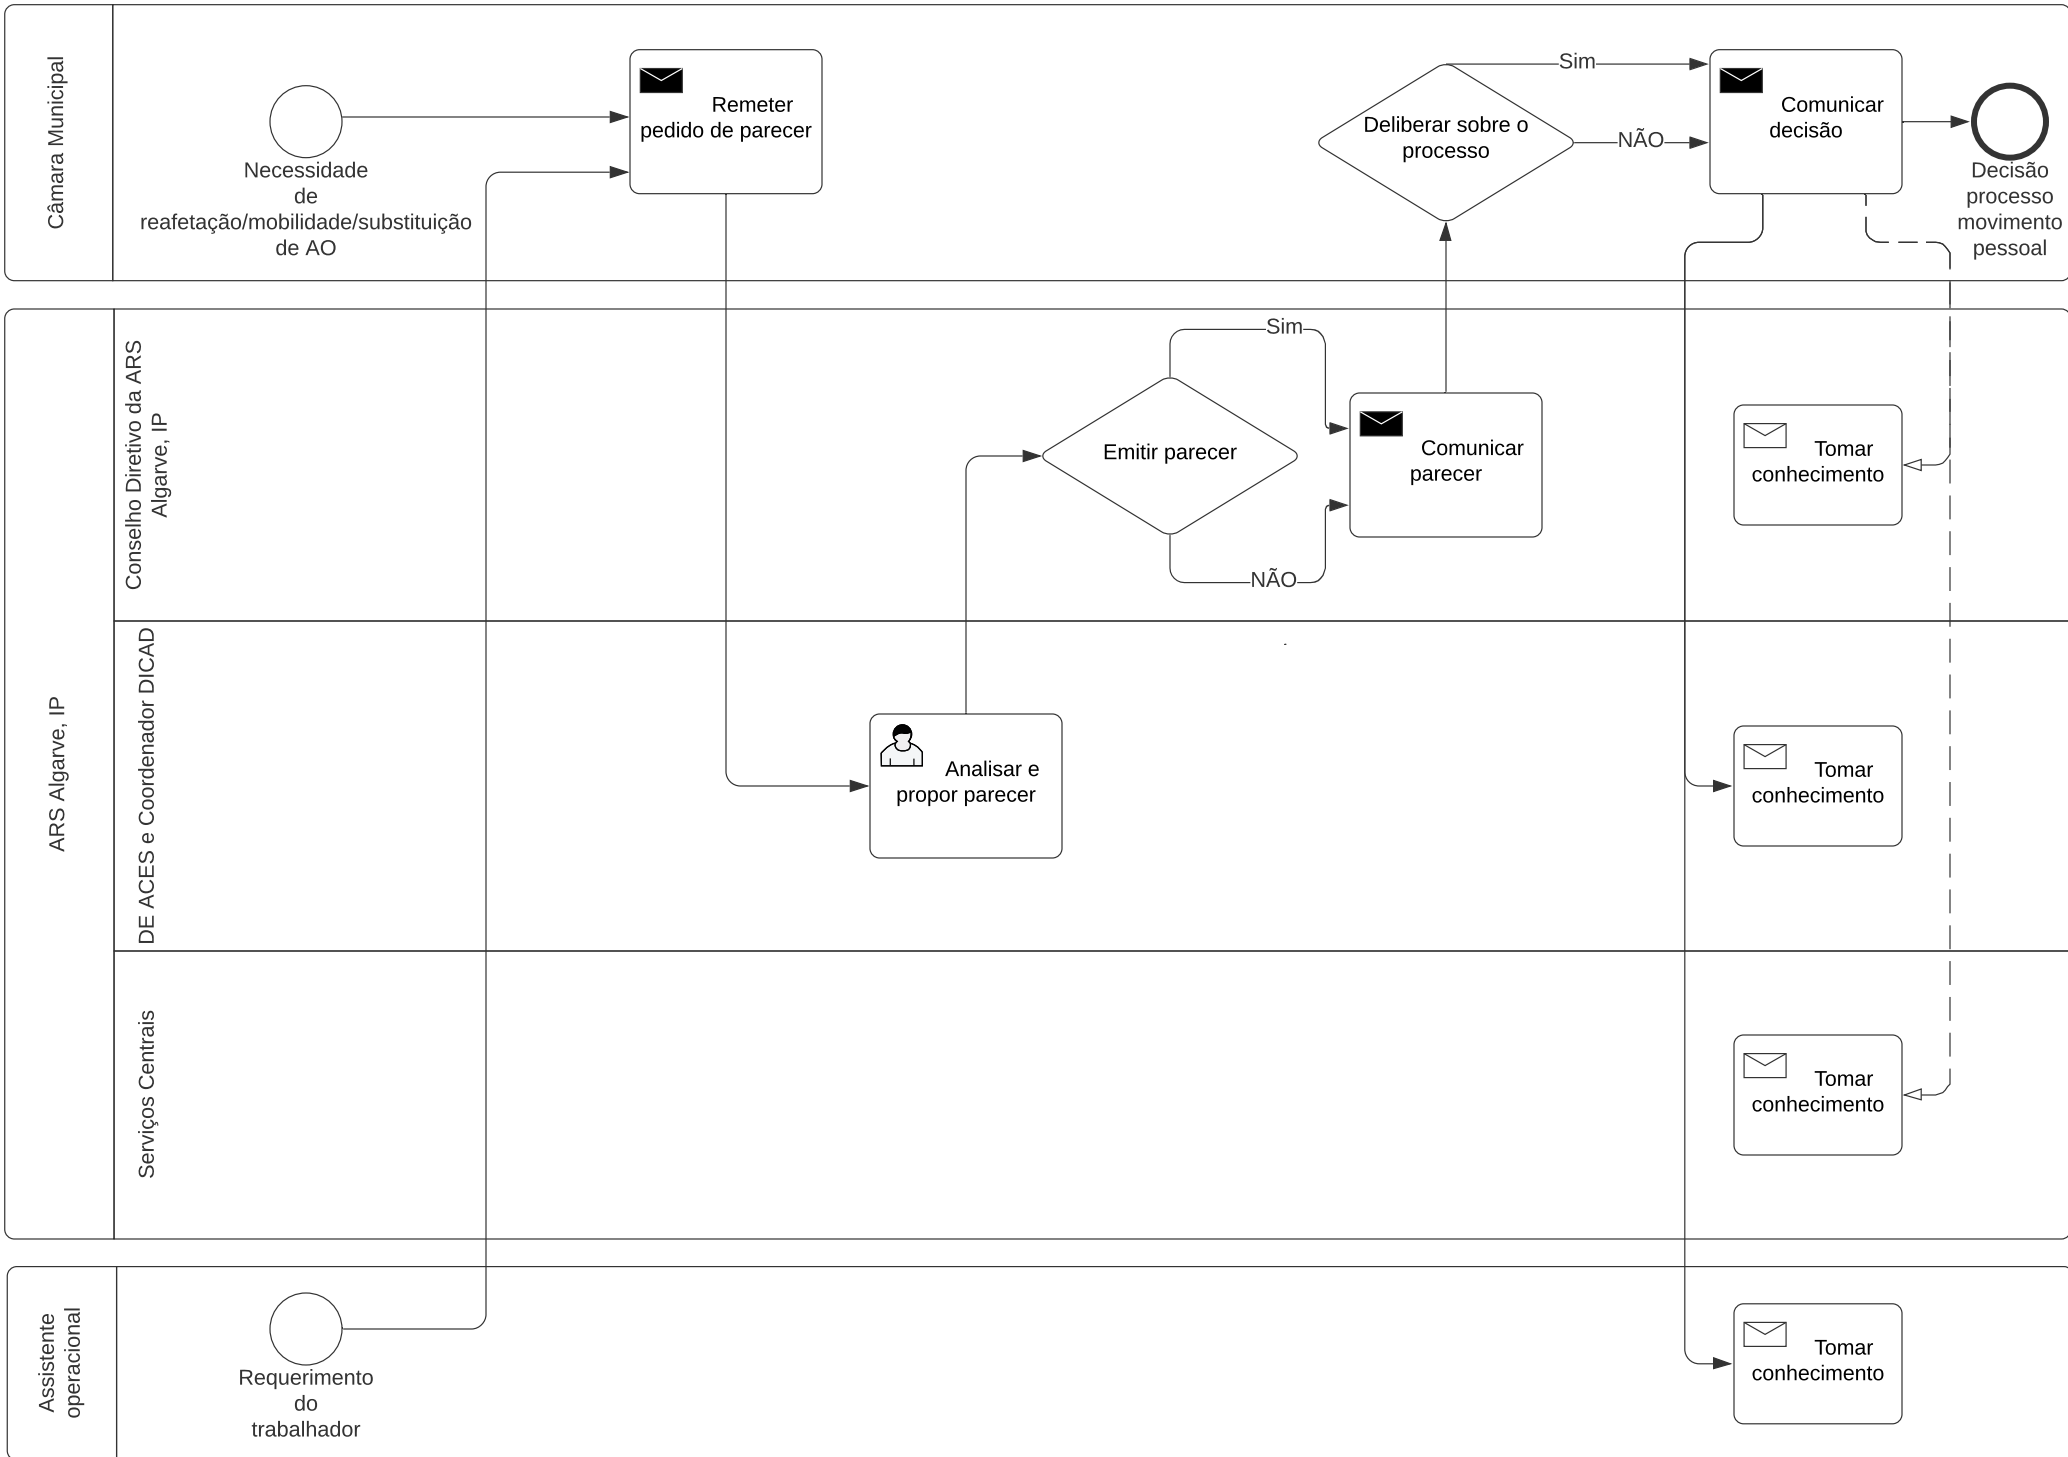 Câmara Municipal
Necessidade
de
reafetação/mobilidade/substituição
de AO
Remeter
pedido de parecer
Deliberar sobre o
processo
Sim
NÃO
Comunicar
decisão
Decisão
processo
movimento
pessoal
ARS Algarve, IP
Conselho Diretivo da ARS
Algarve, IP
Emitir parecer
Sim
NÃO
Comunicar
parecer
Tomar
conhecimento
DE ACES e Coordenador DICAD
Analisar e
propor parecer
Tomar
conhecimento
Serviços Centrais
Tomar
conhecimento
Assistente
operacional
Requerimento
do
trabalhador
Tomar
conhecimento